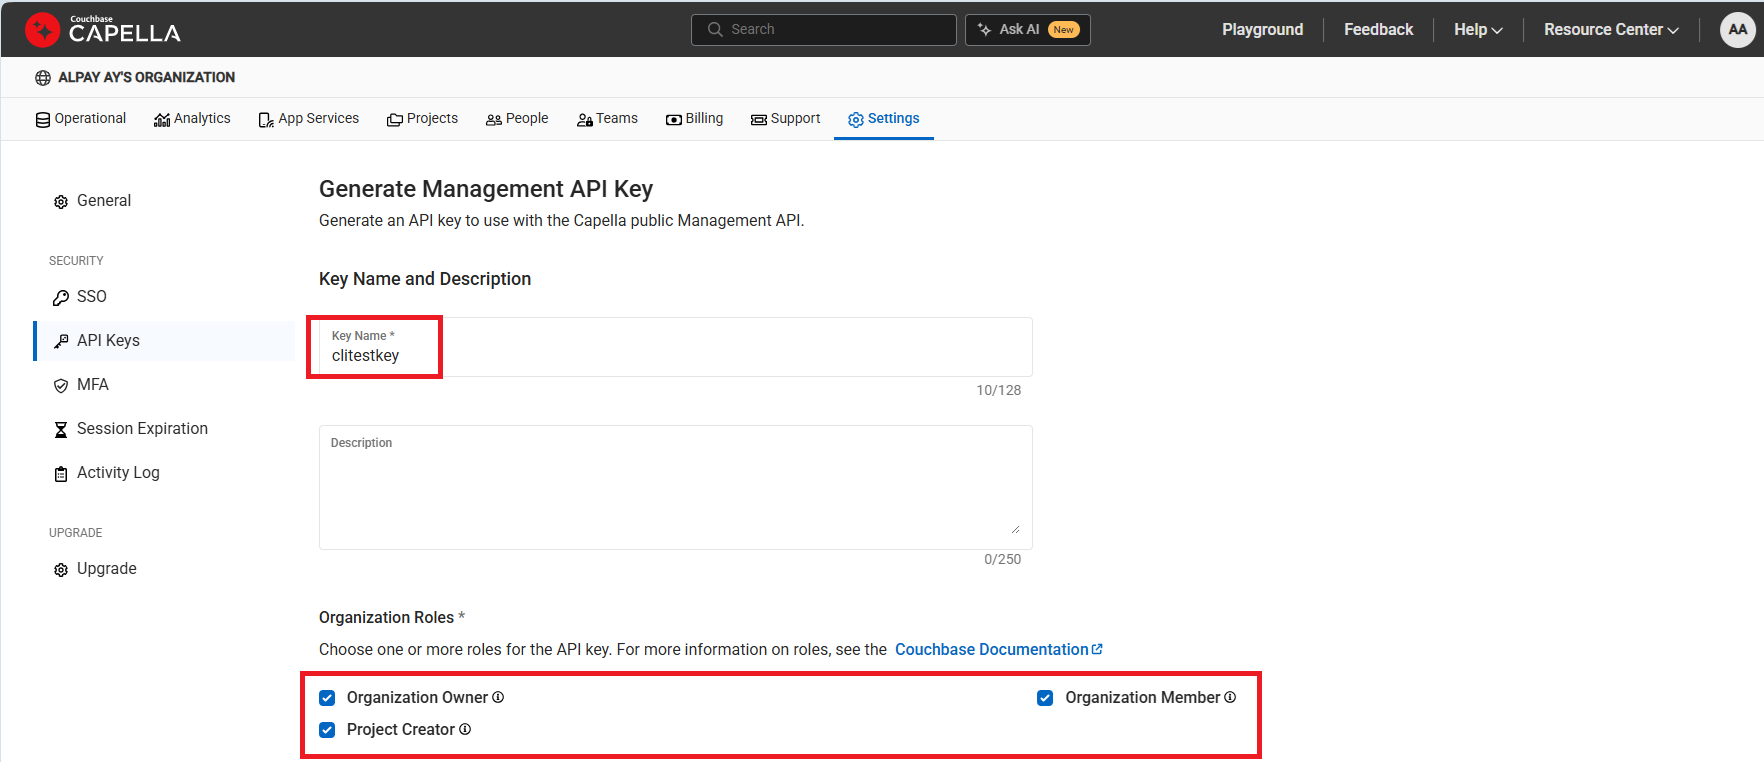 Couchbase
CAPELLA
Search
Ask AI New
Playground
Feedback
Help
Resource Center
AA
ALPAY AY'S ORGANIZATION
Operational
Analytics
App Services
Projects
People
Teams
Billing
Support
Settings
General
SECURITY
SSO
API Keys
MFA
Session Expiration
Activity Log
UPGRADE
Upgrade
Generate Management API Key
Generate an API key to use with the Capella public Management API.
Key Name and Description
Key Name *
clitestkey
10/128
Description
0/250
Organization Roles *
Choose one or more roles for the API key. For more information on roles, see the Couchbase Documentation
Organization Owner
Organization Member
Project Creator